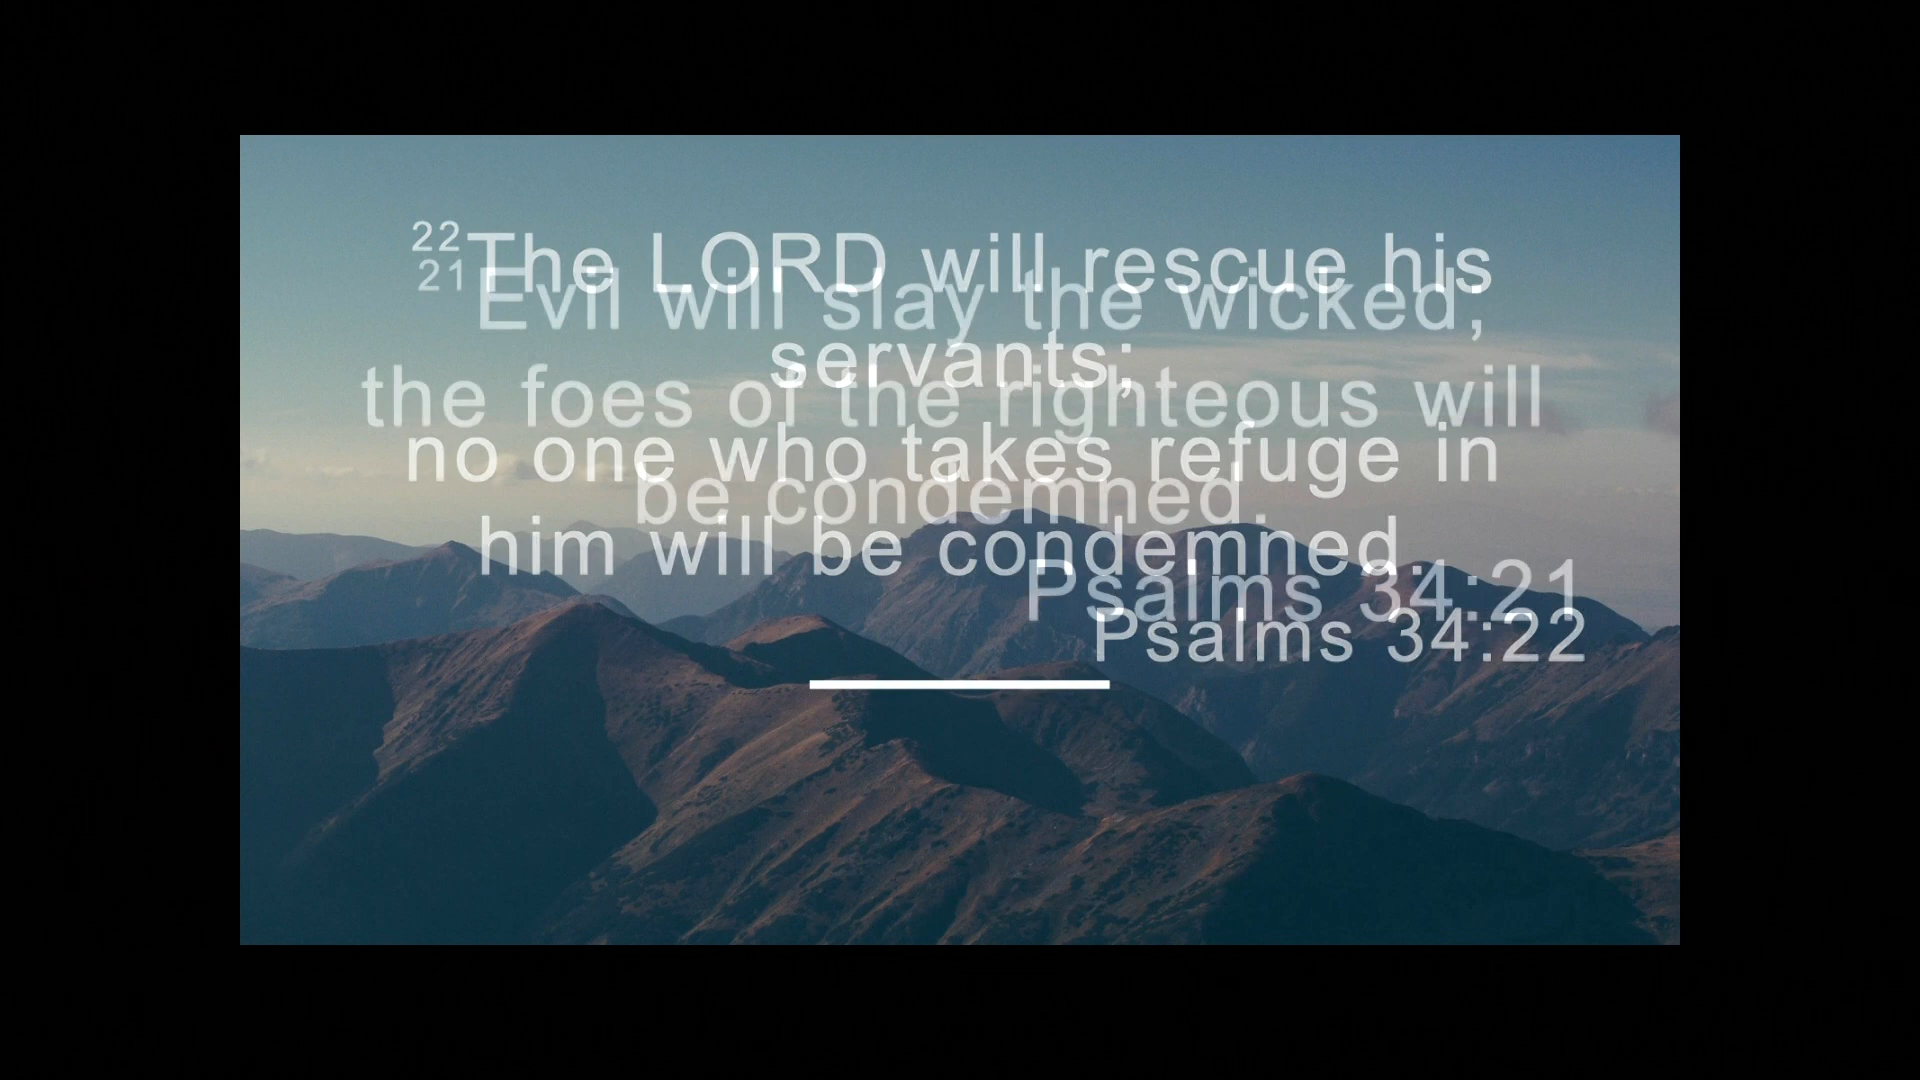 21 Evil will slay the wicked;
the foes of the righteous will
be condemned.
Psalms 34:21
22 The LORD will rescue his
servants;
no one who takes refuge in
him will be condemned.
Psalms 34:22